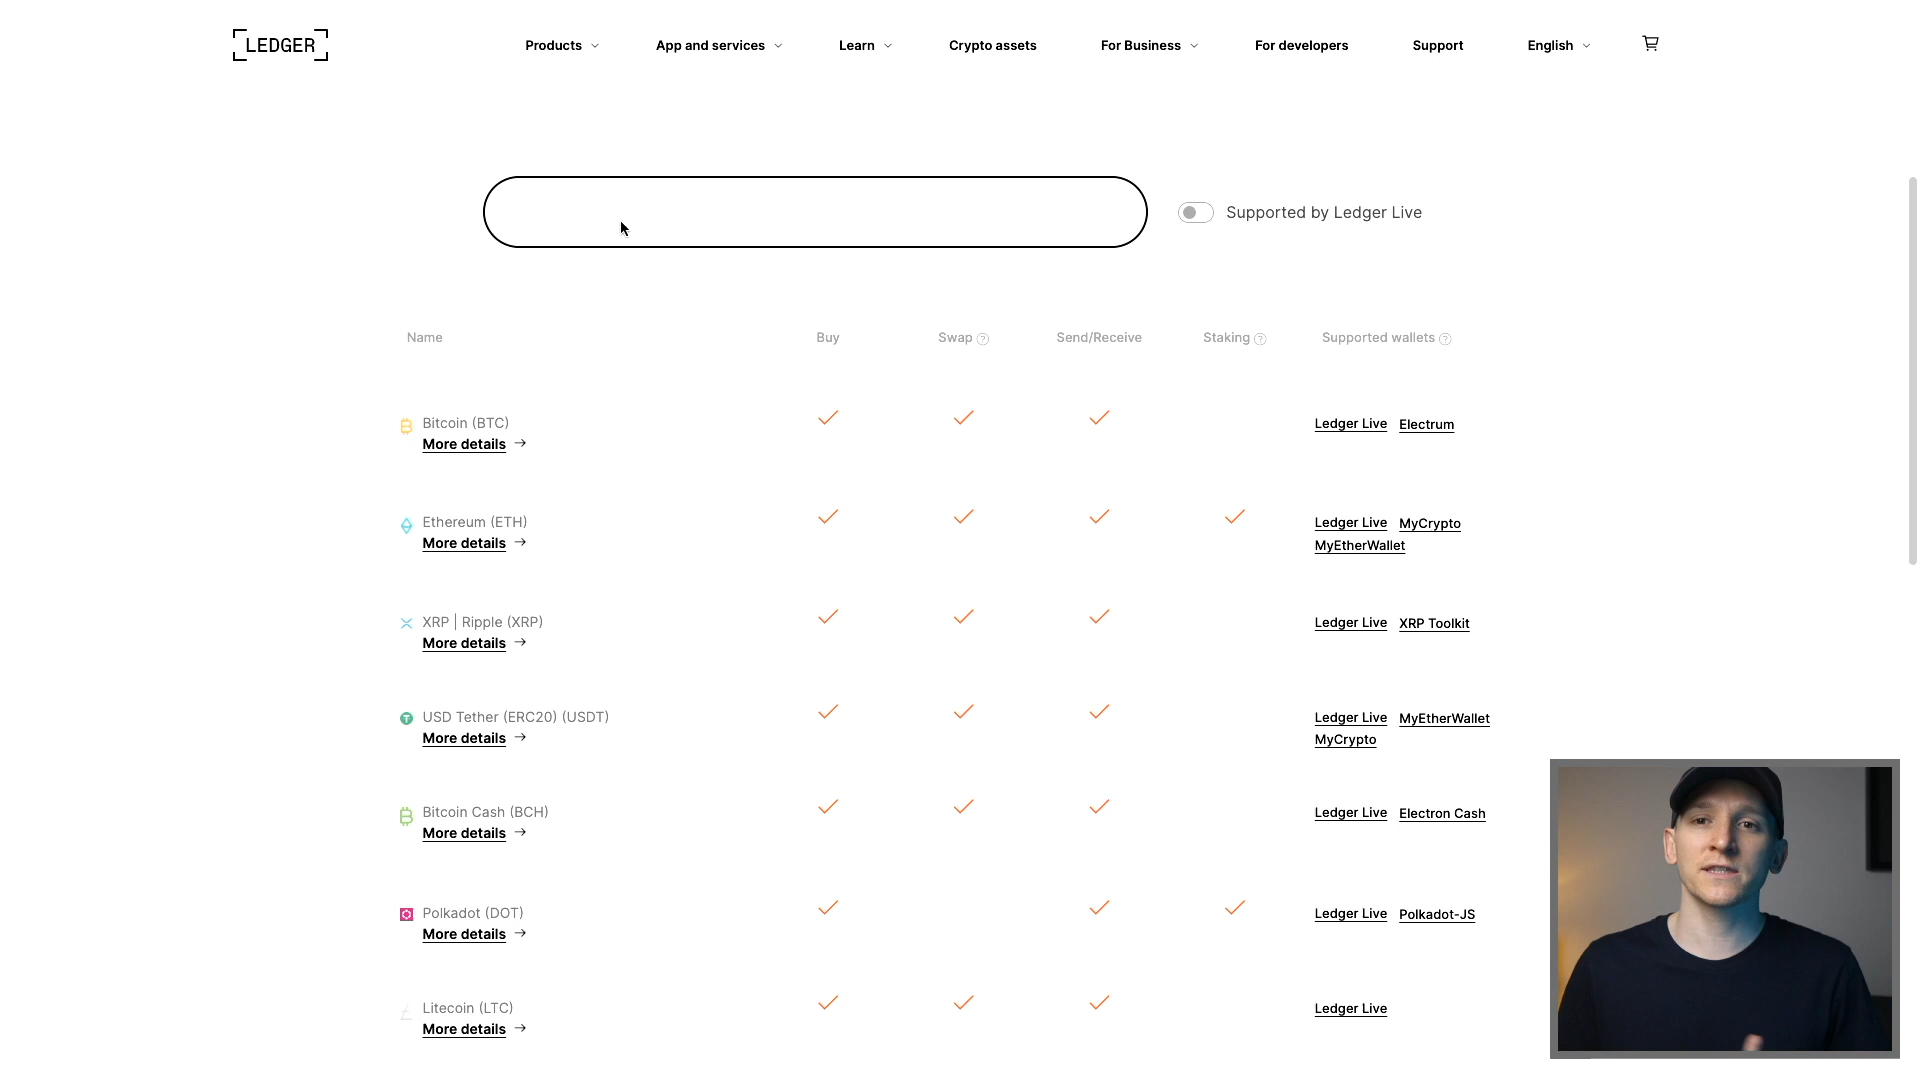 LEDGER
Products
App and services
Learn
Crypto assets
For Business
For developers
Support
English
Supported by Ledger Live
Name
Buy
Swap ?
Send/Receive
Staking ?
Supported wallets ?
Bitcoin (BTC)
More details →
Ledger Live Electrum
Ethereum (ETH)
More details →
Ledger Live MyCrypto
MyEtherWallet
XRP | Ripple (XRP)
More details →
Ledger Live XRP Toolkit
USD Tether (ERC20) (USDT)
More details →
Ledger Live MyEtherWallet
MyCrypto
Bitcoin Cash (BCH)
More details →
Ledger Live Electron Cash
Polkadot (DOT)
More details →
Ledger Live Polkadot-JS
Litecoin (LTC)
More details →
Ledger Live